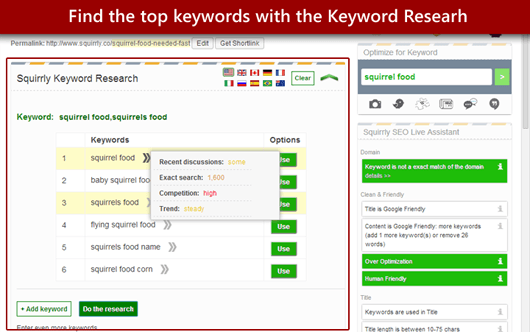 Find the top keywords with the Keyword Researh
Permalink: http://www.squirrly.co/squirrel-food-needed-fast Edit Get Shortlink
Squirrly Keyword Research
Clear
Keyword: squirrel food,squirrels food
Keywords Options
1 squirrel food Use
2 baby squirrel food Use
3 squirrels food Use
4 flying squirrel food Use
5 squirrels food name Use
6 squirrels food corn Use
Recent discussions: some
Exact search: 1,600
Competition: high
Trend: steady
+ Add keyword Do the research
Enter even more keywords
Optimize for Keyword
squirrel food >
Squirrly SEO Live Assistant
Domain
Keyword is not a exact match of the domain
details >>
Clean & Friendly
Title is Google Friendly
Content is Google Friendly: more keywords
(add 1 more keyword(s) or remove 26
words)
Over Optimization
Human Friendly
Title
Keywords are used in Title
Title length is between 10-75 chars